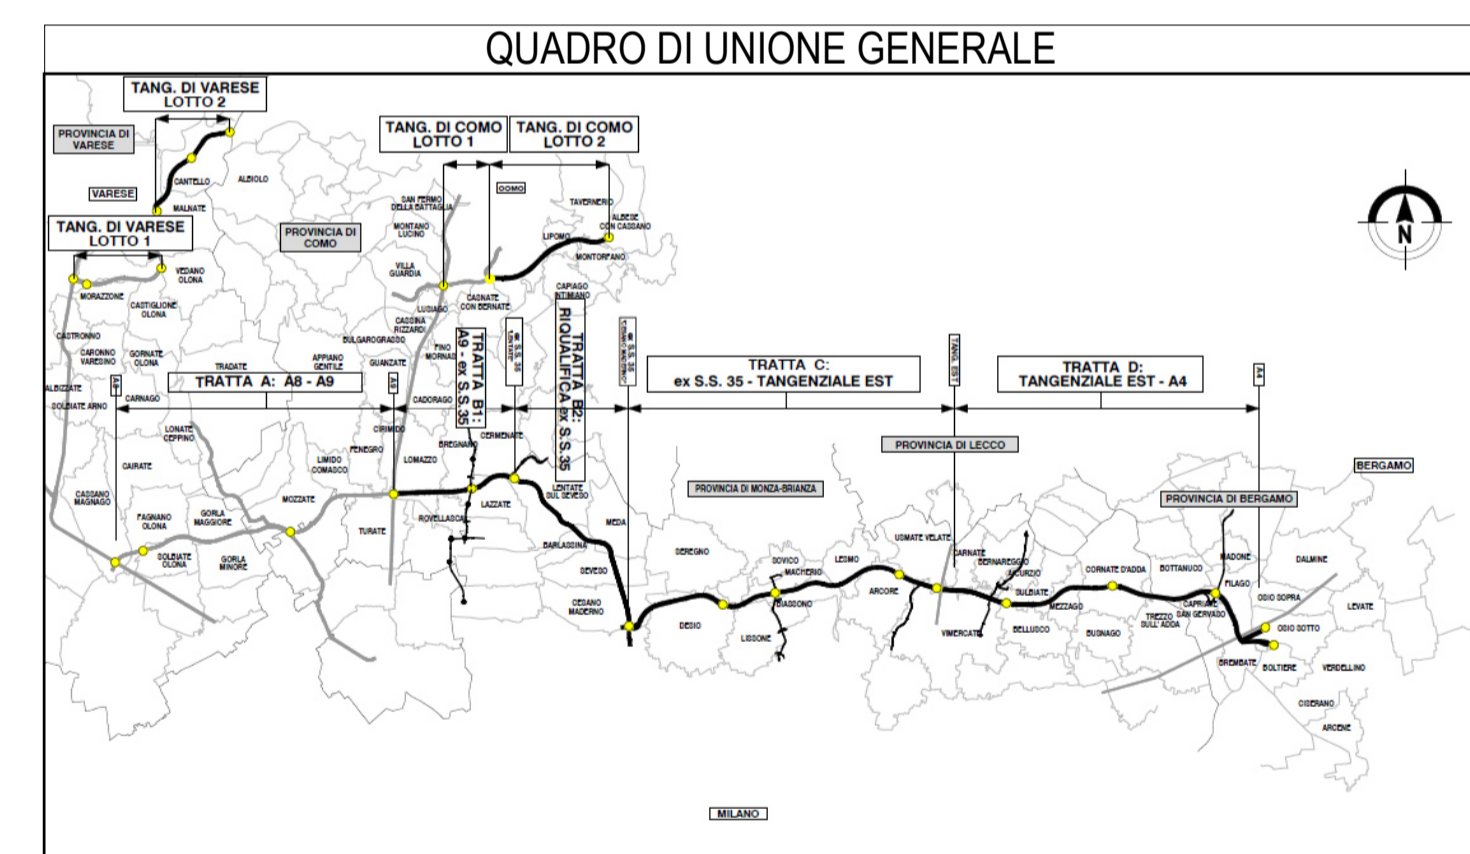 QUADRO DI UNIONE GENERALE
TANG. DI VARESE
LOTTO 2
PROVINCIA DI
VARESE
TANG. DI COMO
LOTTO 1
TANG. DI COMO
LOTTO 2
CANTELLO
ALBIOLO
VARESE
COMO
MALNATE
SAN FERMO
DELLA BATTAGLIA
TAVERNERIO
ALBESE
CON CASSANO
TANG. DI VARESE
LOTTO 1
PROVINCIA DI
COMO
MONTANO
LUCINO
LIPOMO
MONTORFANO
N
VEDANO
OLONA
VILLA
GUARDIA
MORAZZONE
CASTIGLIONE
OLONA
CASNATE
CON BERNATE
CAPIAGO
INTIMIANO
LUISAGO
CASSINA
RIZZARDI
CASTRONNO
BULGAROGRASSO
FINO
MORNASCO
CARONNO
VARESINO
GORNATE
OLONA
APPIANO
GENTILE
GUANZATE
TRADATE
TRATTA B1:
A9 - ex S.S.35
ex S.S. 35
TRATTA B2:
RIQUALIFICA ex S.S.35
ex S.S. 35
TRATTA C:
ex S.S. 35 - TANGENZIALE EST
TANG. EST
TRATTA D:
TANGENZIALE EST - A4
A4
ALBIZZATE
A8
TRATTA A: A8 - A9
A9
SOLBIATE ARNO
CARNAGO
CADORAGO
LONATE
CEPPINO
CIRIMIDO
BREGNANO
CERMENATE
PROVINCIA DI LECCO
FENEGRO
CAIRATE
LIMIDO
COMASCO
LOMAZZO
BERGAMO
CASSANO
MAGNAGO
MOZZATE
LAZZATE
LENTATE
SUL SEVESO
PROVINCIA DI MONZA-BRIANZA
PROVINCIA DI BERGAMO
FAGNANO
OLONA
GORLA
MAGGIORE
TURATE
ROVELLASCA
MEDA
SOLBIATE
OLONA
GORLA
MINORE
BARLASSINA
SEREGNO
SOVICO
MACHERIO
LESMO
USMATE VELATE
CARNATE
BERNAREGGIO
AICURZIO
CORNATE D'ADDA
BOTTANUCO
MADONE
DALMINE
SEVESO
FILAGO
CESANO
MADERNO
BIASSONO
ARCORE
SULBIATE
MEZZAGO
CAPRIATE
SAN GERVASO
OSIO SOPRA
LEVATE
DESIO
LISSONE
VIMERCATE
BELLUSCO
BUSNAGO
TREZZO
SULL' ADDA
OSIO SOTTO
BREMBATE
BOLTIERE
VERDELLINO
CISERANO
ARCENE
MILANO